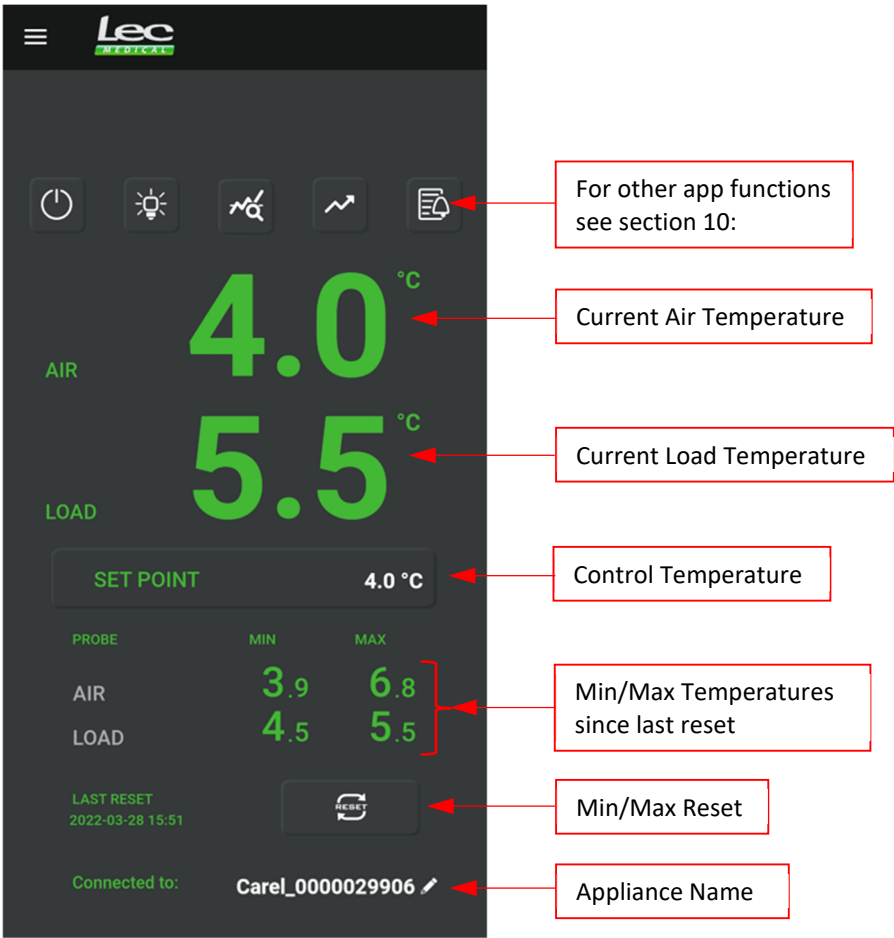 Lec
MEDICAL
For other app functions
see section 10:
4.0 °C
AIR
Current Air Temperature
5.5 °C
LOAD
Current Load Temperature
SET POINT 4.0 °C
Control Temperature
PROBE MIN MAX
AIR 3.9 6.8
LOAD 4.5 5.5
Min/Max Temperatures
since last reset
LAST RESET
2022-03-28 15:51
RESET
Min/Max Reset
Connected to: Carel_0000029906
Appliance Name